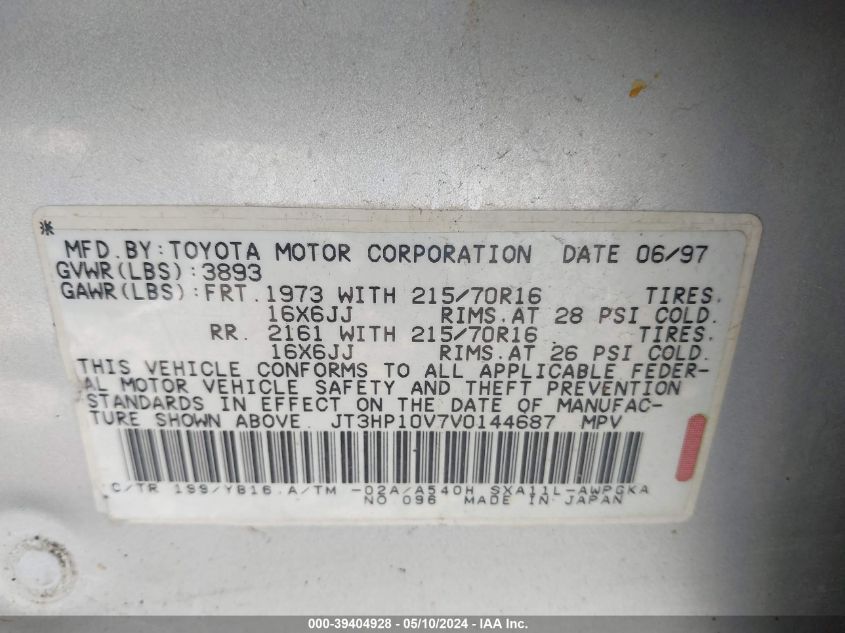 *
MFD.BY:TOYOTA MOTOR CORPORATION DATE 06/97
GVWR(LBS):3893
GAWR(LBS):FRT.1973 WITH 215/70R16 TIRES,
16X6JJ RIMS.AT 28 PSI COLD.
RR. 2161 WITH 215/70R16 TIRES,
16X6JJ RIMS.AT 26 PSI COLD.
THIS VEHICLE CONFORMS TO ALL APPLICABLE FEDER-
AL MOTOR VEHICLE SAFETY AND THEFT PREVENTION
STANDARDS IN EFFECT ON THE DATE OF MANUFAC-
TURE SHOWN ABOVE. JT3HP10V7V0144687 MPV
C/TR 199/YB16.A/TM -02A/A540H SXA11L-AWPGKA
NO 096 MADE IN JAPAN
000-39404928 - 05/10/2024 - IAA Inc.